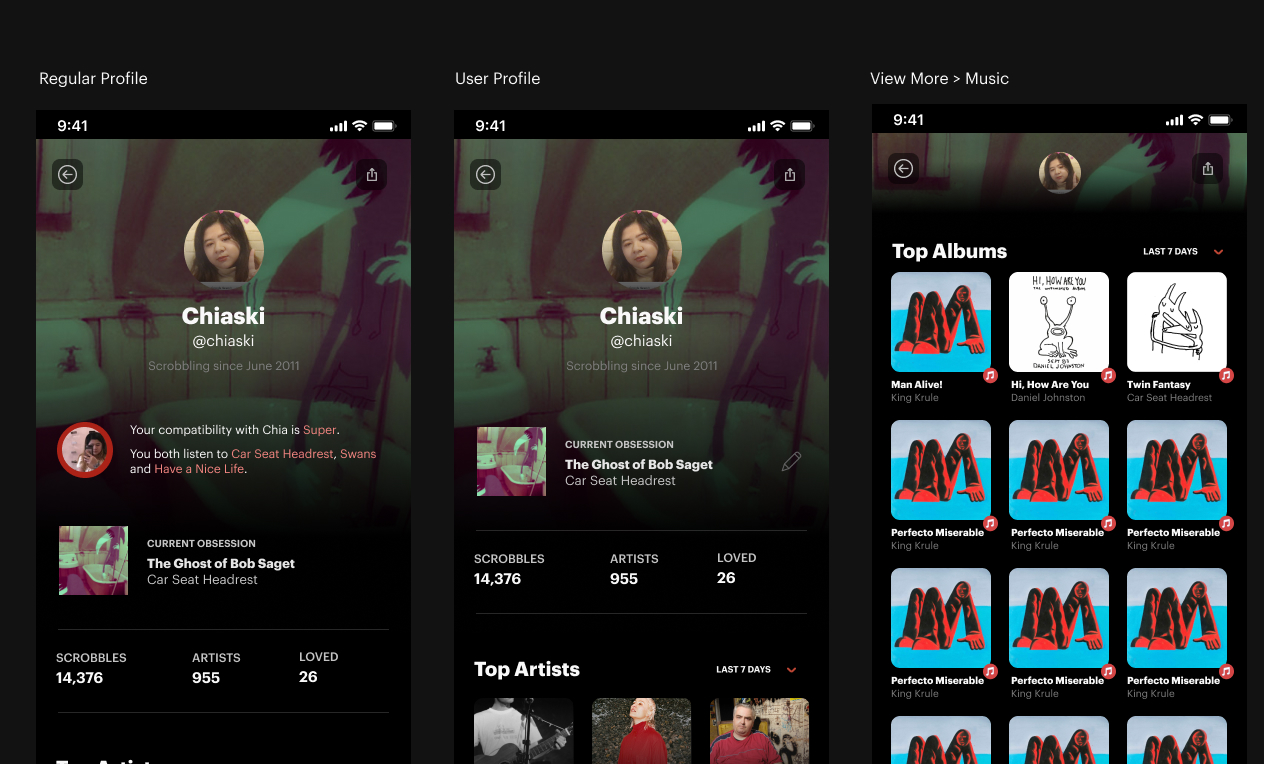 Regular Profile
9:41
Chiaski
@chiaski
Scrobbling since June 2011
Your compatibility with Chia is Super.
You both listen to Car Seat Headrest, Swans
and Have a Nice Life.
CURRENT OBSESSION
The Ghost of Bob Saget
Car Seat Headrest
SCROBBLES ARTISTS LOVED
14,376 955 26
User Profile
9:41
Chiaski
@chiaski
Scrobbling since June 2011
CURRENT OBSESSION
The Ghost of Bob Saget
Car Seat Headrest
SCROBBLES ARTISTS LOVED
14,376 955 26
Top Artists LAST 7 DAYS
View More > Music
9:41
Top Albums LAST 7 DAYS
HI, HOW ARE YOU
THE UNFINISHED ALBUM
SEPT 83
DANIEL JOHNSTON
Man Alive! Hi, How Are You Twin Fantasy
King Krule Daniel Johnston Car Seat Headrest
Perfecto Miserable Perfecto Miserable Perfecto Miserable
King Krule King Krule King Krule
Perfecto Miserable Perfecto Miserable Perfecto Miserable
King Krule King Krule King Krule